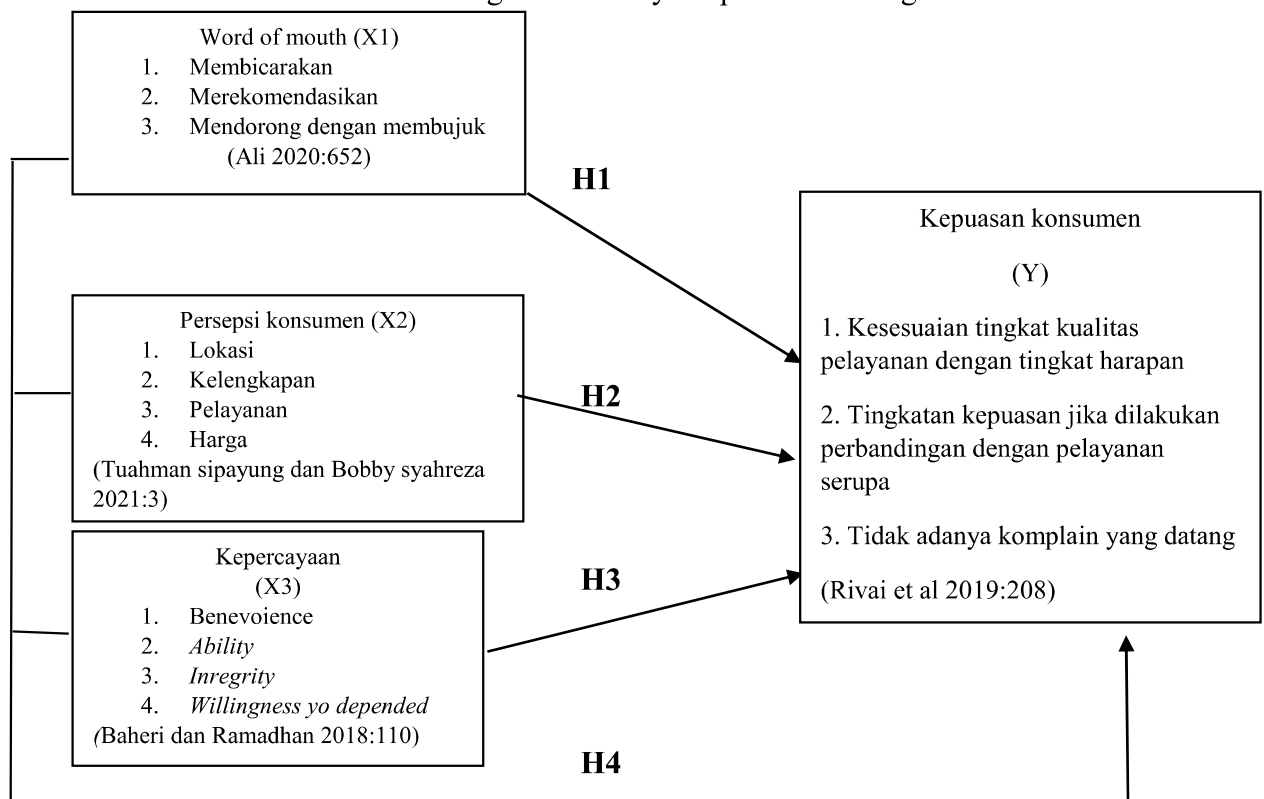 Word of mouth (X1)
1. Membicarakan
2. Merekomendasikan
3. Mendorong dengan membujuk
(Ali 2020:652)
H1
Persepsi konsumen (X2)
1. Lokasi
2. Kelengkapan
3. Pelayanan
4. Harga
(Tuahman sipayung dan Bobby syahreza
2021:3)
H2
Kepercayaan
(X3)
1. Benevoience
2. Ability
3. Inregrity
4. Willingness yo depended
(Baheri dan Ramadhan 2018:110)
H3
H4
Kepuasan konsumen
(Y)
1. Kesesuaian tingkat kualitas
pelayanan dengan tingkat harapan
2. Tingkatan kepuasan jika dilakukan
perbandingan dengan pelayanan
serupa
3. Tidak adanya komplain yang datang
(Rivai et al 2019:208)